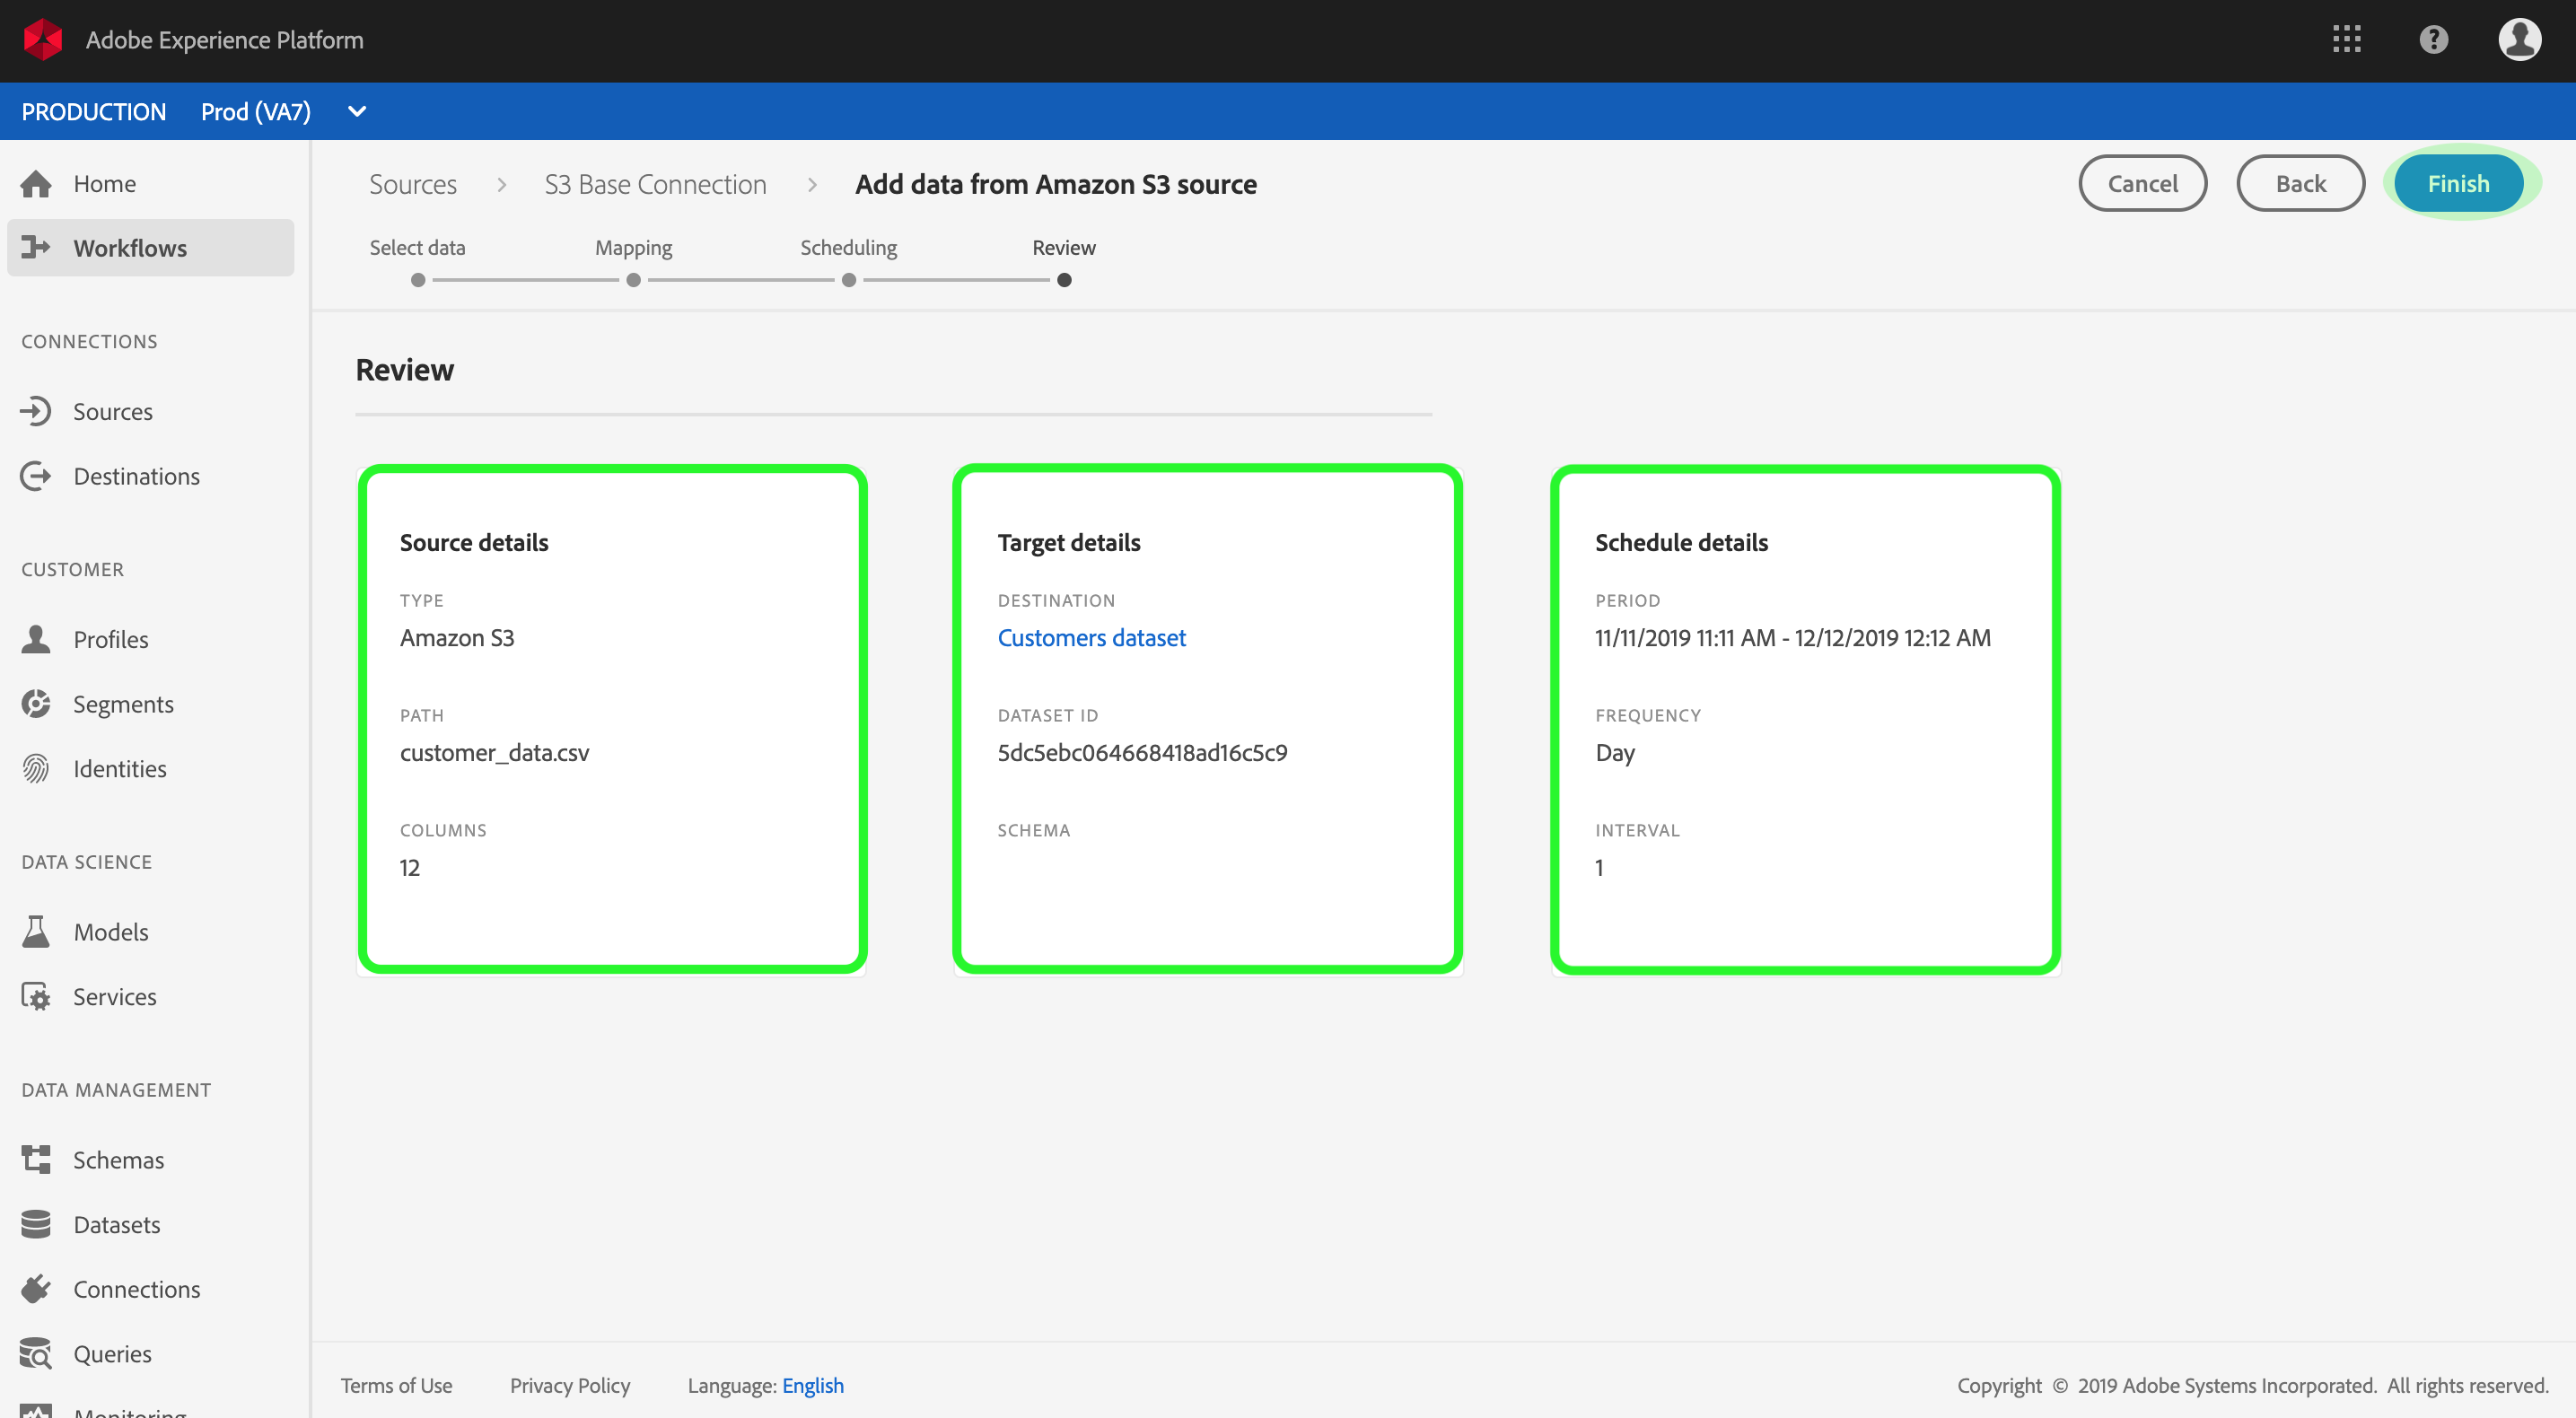 Adobe Experience Platform
?
PRODUCTION Prod (VA7)
Home
Workflows
CONNECTIONS
Sources
Destinations
CUSTOMER
Profiles
Segments
Identities
DATA SCIENCE
Models
Services
DATA MANAGEMENT
Schemas
Datasets
Connections
Queries
Monitoring
Sources > S3 Base Connection > Add data from Amazon S3 source
Cancel Back Finish
Select data Mapping Scheduling Review
Review
Source details
TYPE
Amazon S3
PATH
customer_data.csv
COLUMNS
12
Target details
DESTINATION
Customers dataset
DATASET ID
5dc5ebc064668418ad16c5c9
SCHEMA
Schedule details
PERIOD
11/11/2019 11:11 AM - 12/12/2019 12:12 AM
FREQUENCY
Day
INTERVAL
1
Terms of Use Privacy Policy Language: English
Copyright © 2019 Adobe Systems Incorporated. All rights reserved.